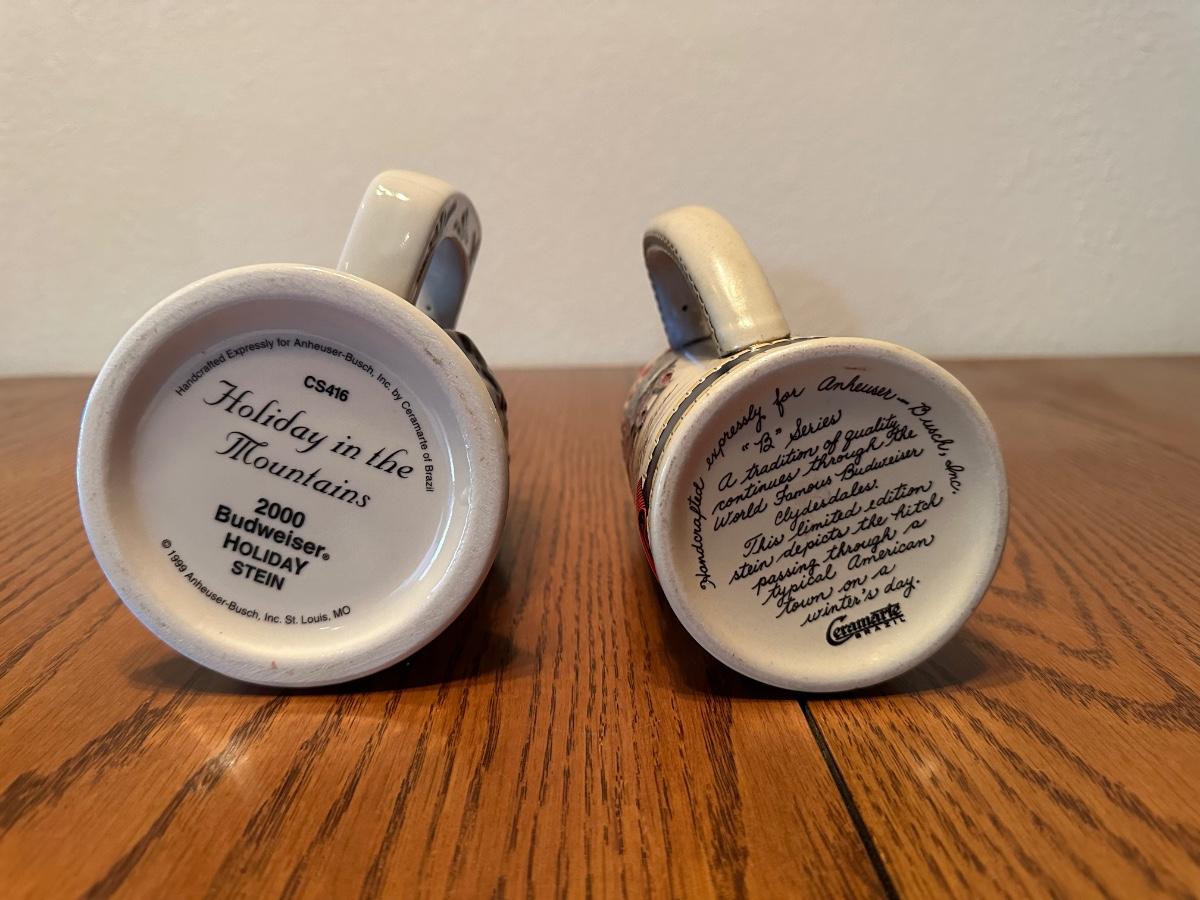 Handcrafted Expressly for Anheuser-Busch, Inc. by Ceramarte of Brazil
CS416
Holiday in the
Mountains
2000
Budweiser®
HOLIDAY
STEIN
© 1999 Anheuser-Busch, Inc. St. Louis, MO
Handcrafted expressly for Anheuser-Busch, Inc.
"B" Series
A tradition of quality
continues through the
World Famous Budweiser
Clydesdales.
This limited edition
stein depicts the hitch
passing through a
typical American
town on a
winter's day.
Ceramarte
BRAZIL